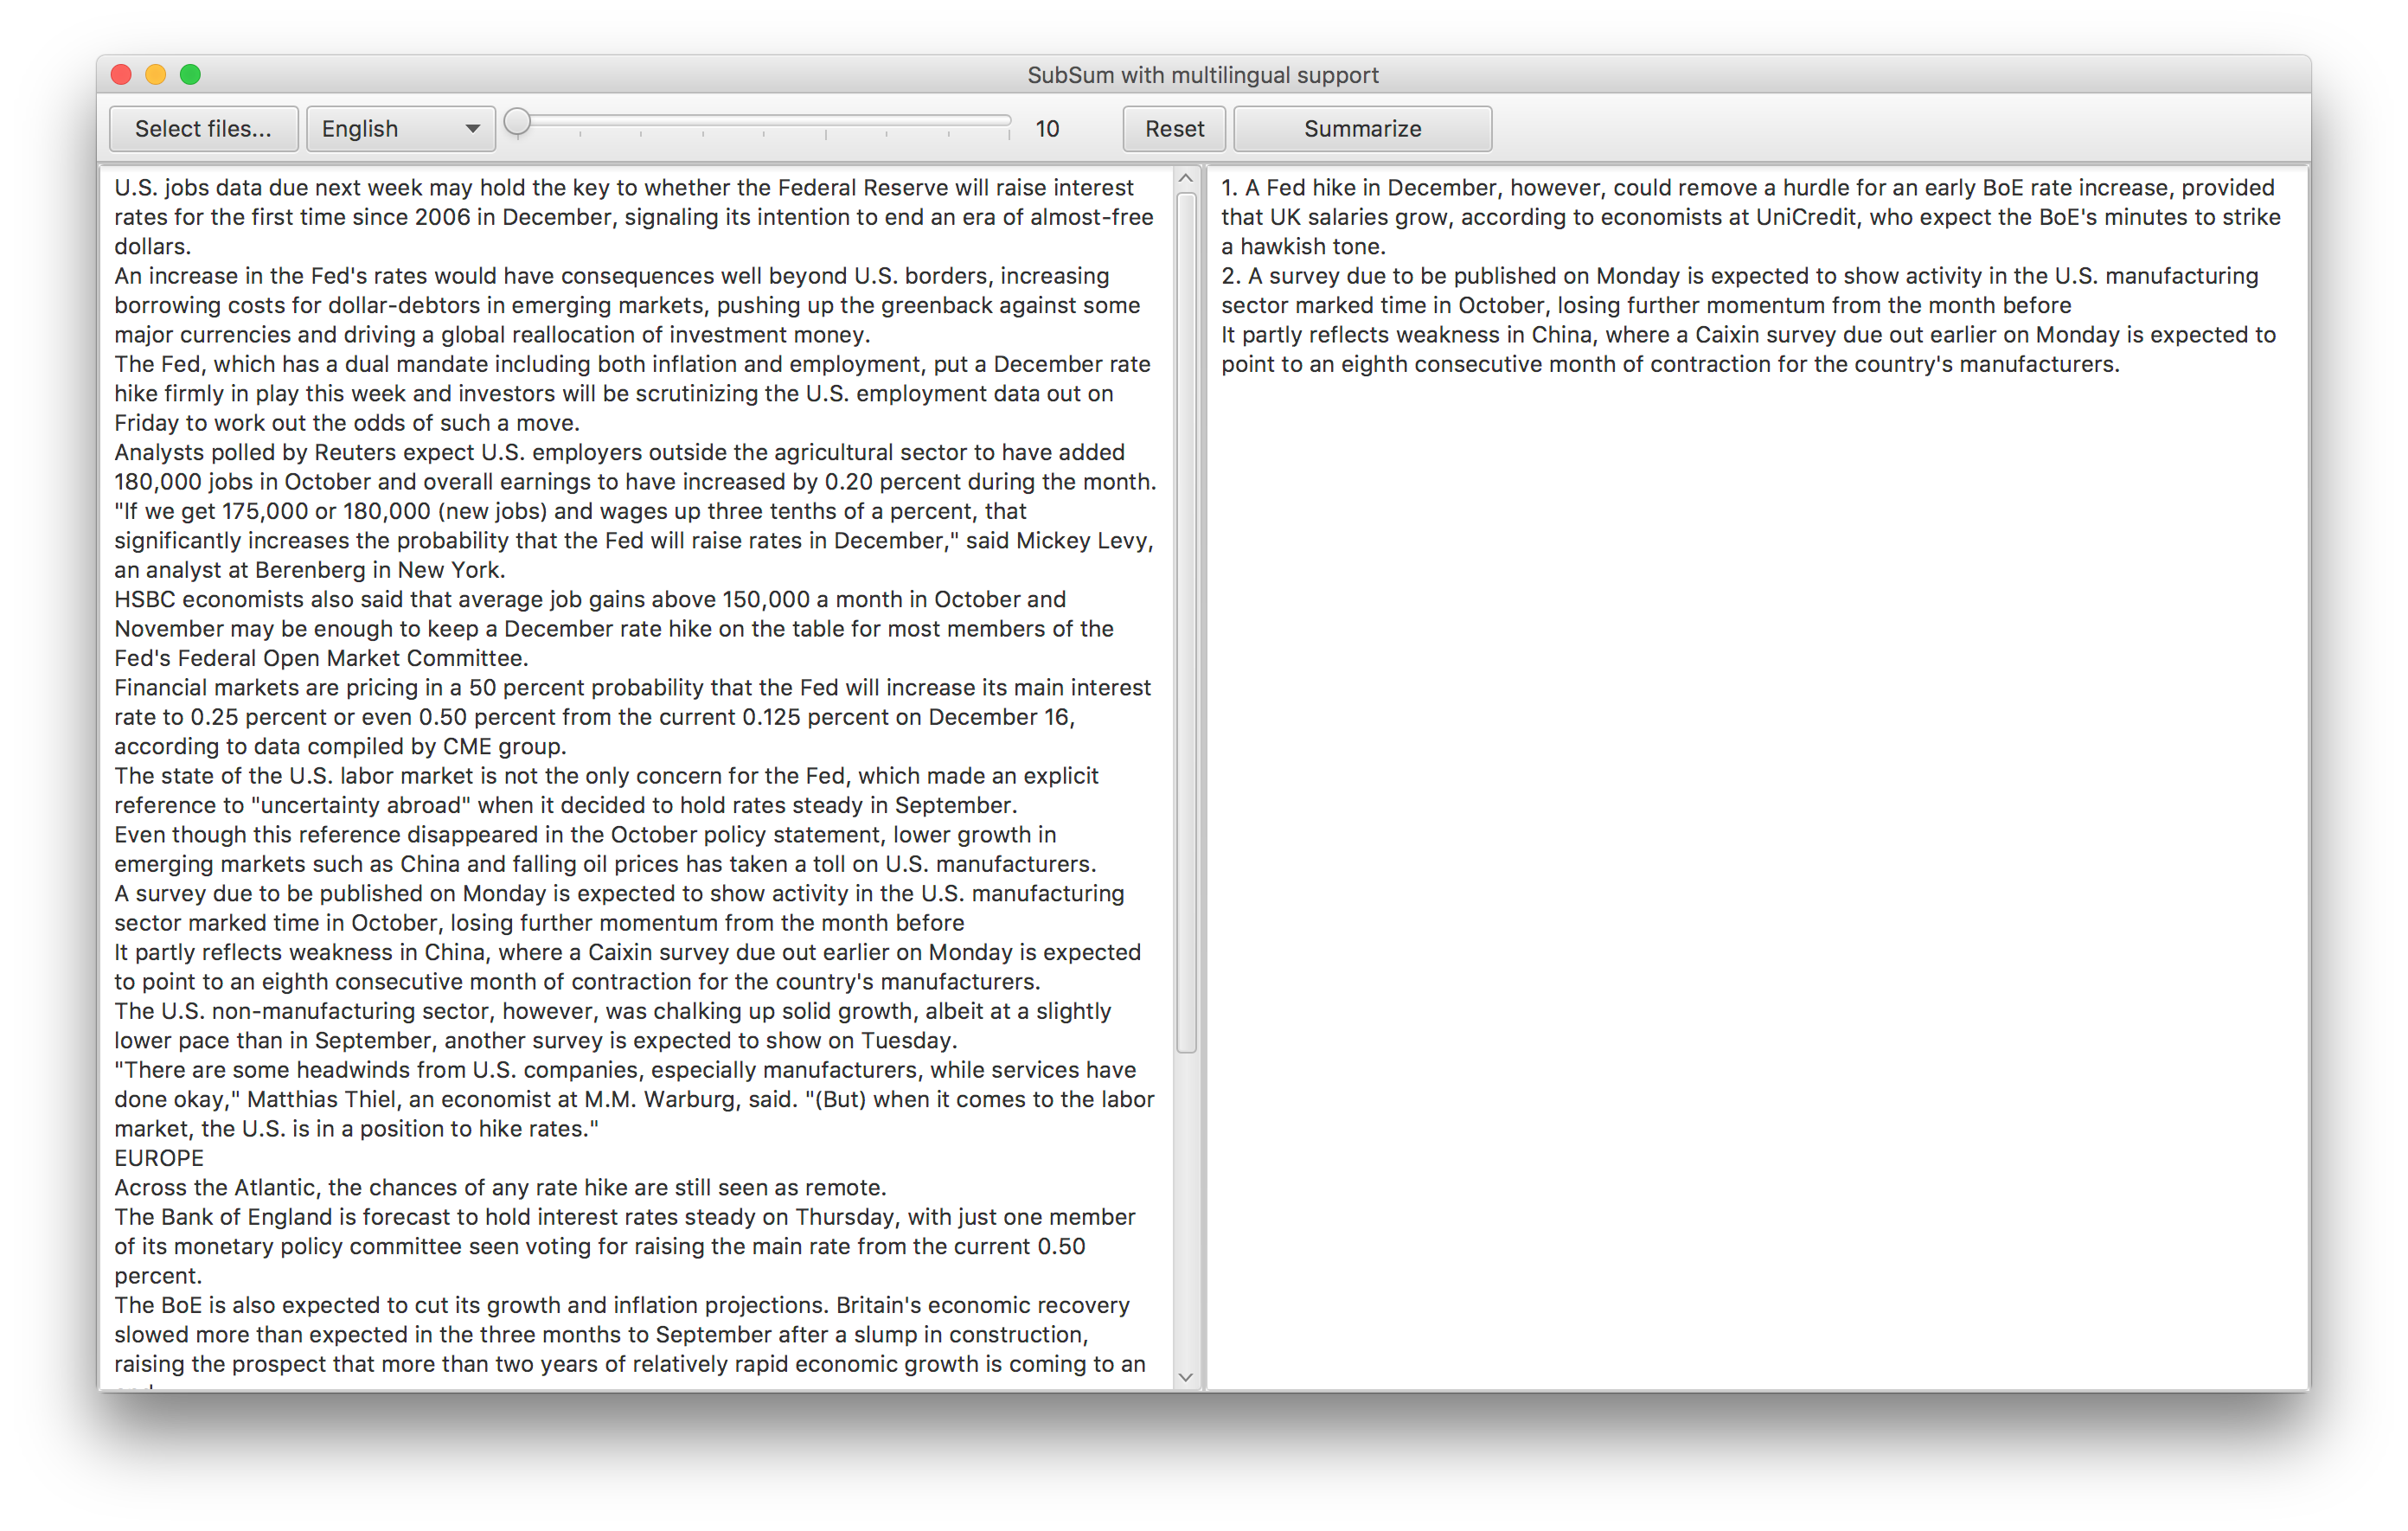 SubSum with multilingual support
Select files...
English
10
Reset
Summarize
U.S. jobs data due next week may hold the key to whether the Federal Reserve will raise interest
rates for the first time since 2006 in December, signaling its intention to end an era of almost-free
dollars.
An increase in the Fed's rates would have consequences well beyond U.S. borders, increasing
borrowing costs for dollar-debtors in emerging markets, pushing up the greenback against some
major currencies and driving a global reallocation of investment money.
The Fed, which has a dual mandate including both inflation and employment, put a December rate
hike firmly in play this week and investors will be scrutinizing the U.S. employment data out on
Friday to work out the odds of such a move.
Analysts polled by Reuters expect U.S. employers outside the agricultural sector to have added
180,000 jobs in October and overall earnings to have increased by 0.20 percent during the month.
"If we get 175,000 or 180,000 (new jobs) and wages up three tenths of a percent, that
significantly increases the probability that the Fed will raise rates in December," said Mickey Levy,
an analyst at Berenberg in New York.
HSBC economists also said that average job gains above 150,000 a month in October and
November may be enough to keep a December rate hike on the table for most members of the
Fed's Federal Open Market Committee.
Financial markets are pricing in a 50 percent probability that the Fed will increase its main interest
rate to 0.25 percent or even 0.50 percent from the current 0.125 percent on December 16,
according to data compiled by CME group.
The state of the U.S. labor market is not the only concern for the Fed, which made an explicit
reference to "uncertainty abroad" when it decided to hold rates steady in September.
Even though this reference disappeared in the October policy statement, lower growth in
emerging markets such as China and falling oil prices has taken a toll on U.S. manufacturers.
A survey due to be published on Monday is expected to show activity in the U.S. manufacturing
sector marked time in October, losing further momentum from the month before
It partly reflects weakness in China, where a Caixin survey due out earlier on Monday is expected
to point to an eighth consecutive month of contraction for the country's manufacturers.
The U.S. non-manufacturing sector, however, was chalking up solid growth, albeit at a slightly
lower pace than in September, another survey is expected to show on Tuesday.
"There are some headwinds from U.S. companies, especially manufacturers, while services have
done okay," Matthias Thiel, an economist at M.M. Warburg, said. "(But) when it comes to the labor
market, the U.S. is in a position to hike rates."
EUROPE
Across the Atlantic, the chances of any rate hike are still seen as remote.
The Bank of England is forecast to hold interest rates steady on Thursday, with just one member
of its monetary policy committee seen voting for raising the main rate from the current 0.50
percent.
The BoE is also expected to cut its growth and inflation projections. Britain's economic recovery
slowed more than expected in the three months to September after a slump in construction,
raising the prospect that more than two years of relatively rapid economic growth is coming to an
1. A Fed hike in December, however, could remove a hurdle for an early BoE rate increase, provided
that UK salaries grow, according to economists at UniCredit, who expect the BoE's minutes to strike
a hawkish tone.
2. A survey due to be published on Monday is expected to show activity in the U.S. manufacturing
sector marked time in October, losing further momentum from the month before
It partly reflects weakness in China, where a Caixin survey due out earlier on Monday is expected to
point to an eighth consecutive month of contraction for the country's manufacturers.